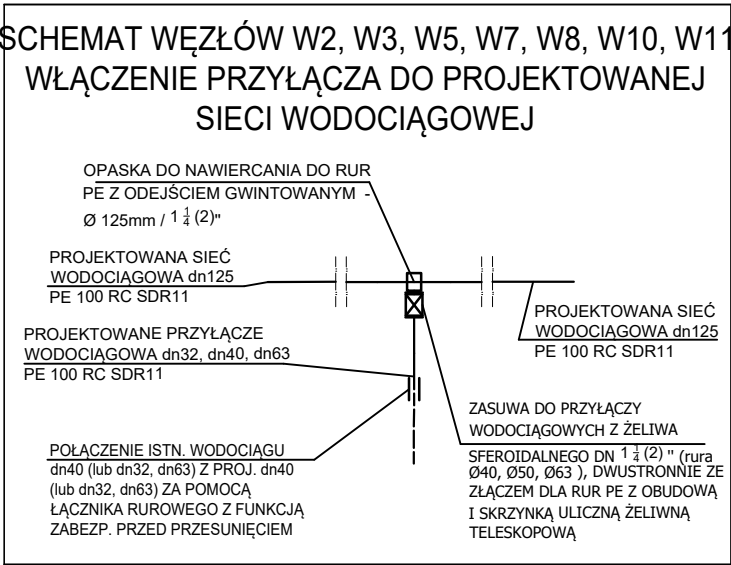 SCHEMAT WĘZŁÓW W2, W3, W5, W7, W8, W10, W11
WŁĄCZENIE PRZYŁĄCZA DO PROJEKTOWANEJ
SIECI WODOCIĄGOWEJ
OPASKA DO NAWIERCANIA DO RUR
PE Z ODEJŚCIEM GWINTOWANYM -
Ø 125mm / 1 1/4 (2)"
PROJEKTOWANA SIEĆ
WODOCIĄGOWA dn125
PE 100 RC SDR11
PROJEKTOWANA SIEĆ
WODOCIĄGOWA dn125
PE 100 RC SDR11
PROJEKTOWANE PRZYŁĄCZE
WODOCIĄGOWA dn32, dn40, dn63
PE 100 RC SDR11
POŁĄCZENIE ISTN. WODOCIĄGU
dn40 (lub dn32, dn63) Z PROJ. dn40
(lub dn32, dn63) ZA POMOCĄ
ŁĄCZNIKA RUROWEGO Z FUNKCJĄ
ZABEZP. PRZED PRZESUNIĘCIEM
ZASUWA DO PRZYŁĄCZY
WODOCIĄGOWYCH Z ŻELIWA
SFEROIDALNEGO DN 1 1/4 (2) " (rura
Ø40, Ø50, Ø63 ), DWUSTRONNIE ZE
ZŁĄCZEM DLA RUR PE Z OBUDOWĄ
I SKRZYNKĄ ULICZNĄ ŻELIWNĄ
TELESKOPOWĄ